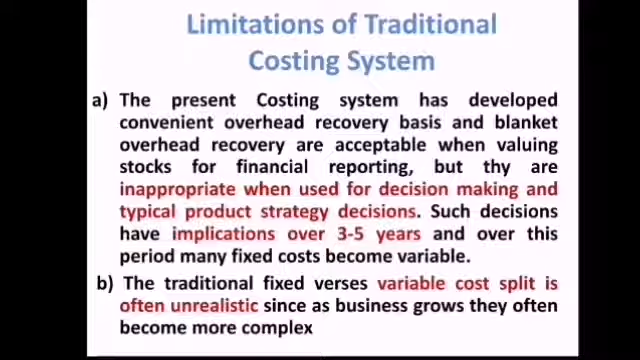 Limitations of Traditional
Costing System
a) The present Costing system has developed
convenient overhead recovery basis and blanket
overhead recovery are acceptable when valuing
stocks for financial reporting, but thy are
inappropriate when used for decision making and
typical product strategy decisions. Such decisions
have implications over 3-5 years and over this
period many fixed costs become variable.
b) The traditional fixed verses variable cost split is
often unrealistic since as business grows they often
become more complex